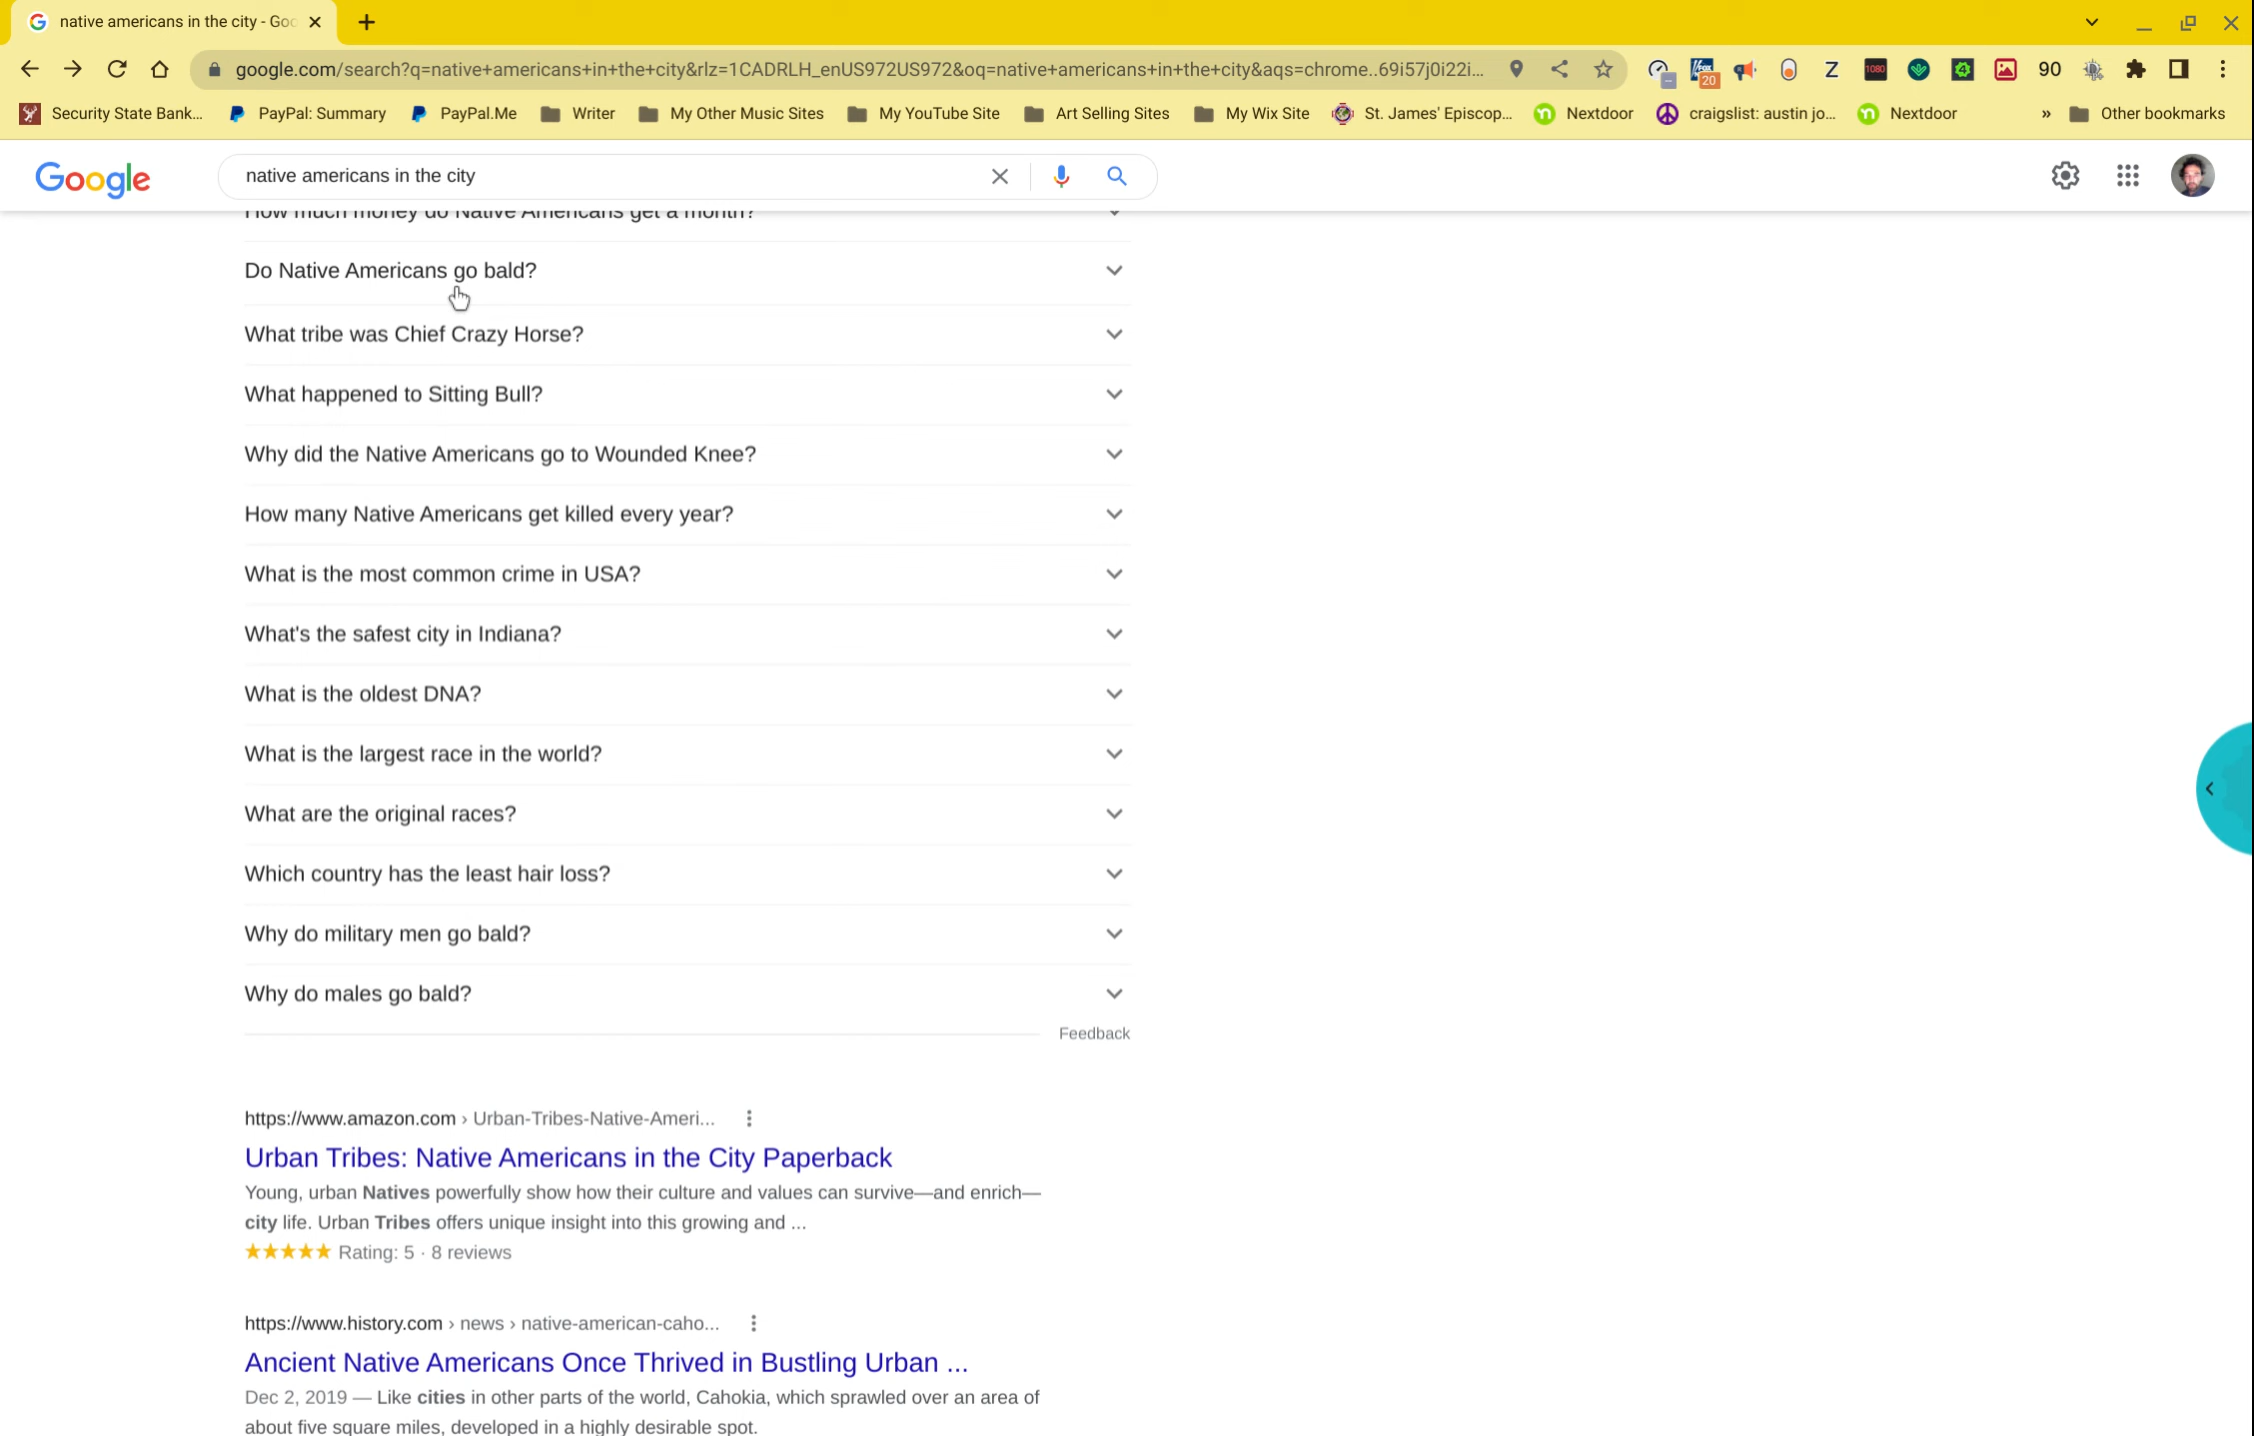 native americans in the city - Goo
google.com/search?q=native+americans+in+the+city&rlz=1CADRLH_enUS972US972&oq=native+americans+in+the+city&aqs=chrome..69i57j0i22i...
20
Z
1080
90
Security State Bank...
PayPal: Summary
PayPal.Me
Writer
My Other Music Sites
My YouTube Site
Art Selling Sites
My Wix Site
St. James' Episcop...
Nextdoor
craigslist: austin jo...
Nextdoor
»
Other bookmarks
Google
native americans in the city
How much money do Native Americans get a month?
Do Native Americans go bald?
What tribe was Chief Crazy Horse?
What happened to Sitting Bull?
Why did the Native Americans go to Wounded Knee?
How many Native Americans get killed every year?
What is the most common crime in USA?
What's the safest city in Indiana?
What is the oldest DNA?
What is the largest race in the world?
What are the original races?
Which country has the least hair loss?
Why do military men go bald?
Why do males go bald?
Feedback
https://www.amazon.com › Urban-Tribes-Native-Ameri...
Urban Tribes: Native Americans in the City Paperback
Young, urban Natives powerfully show how their culture and values can survive—and enrich—
city life. Urban Tribes offers unique insight into this growing and ...
Rating: 5 · 8 reviews
https://www.history.com › news › native-american-caho...
Ancient Native Americans Once Thrived in Bustling Urban ...
Dec 2, 2019 — Like cities in other parts of the world, Cahokia, which sprawled over an area of
about five square miles, developed in a highly desirable spot.